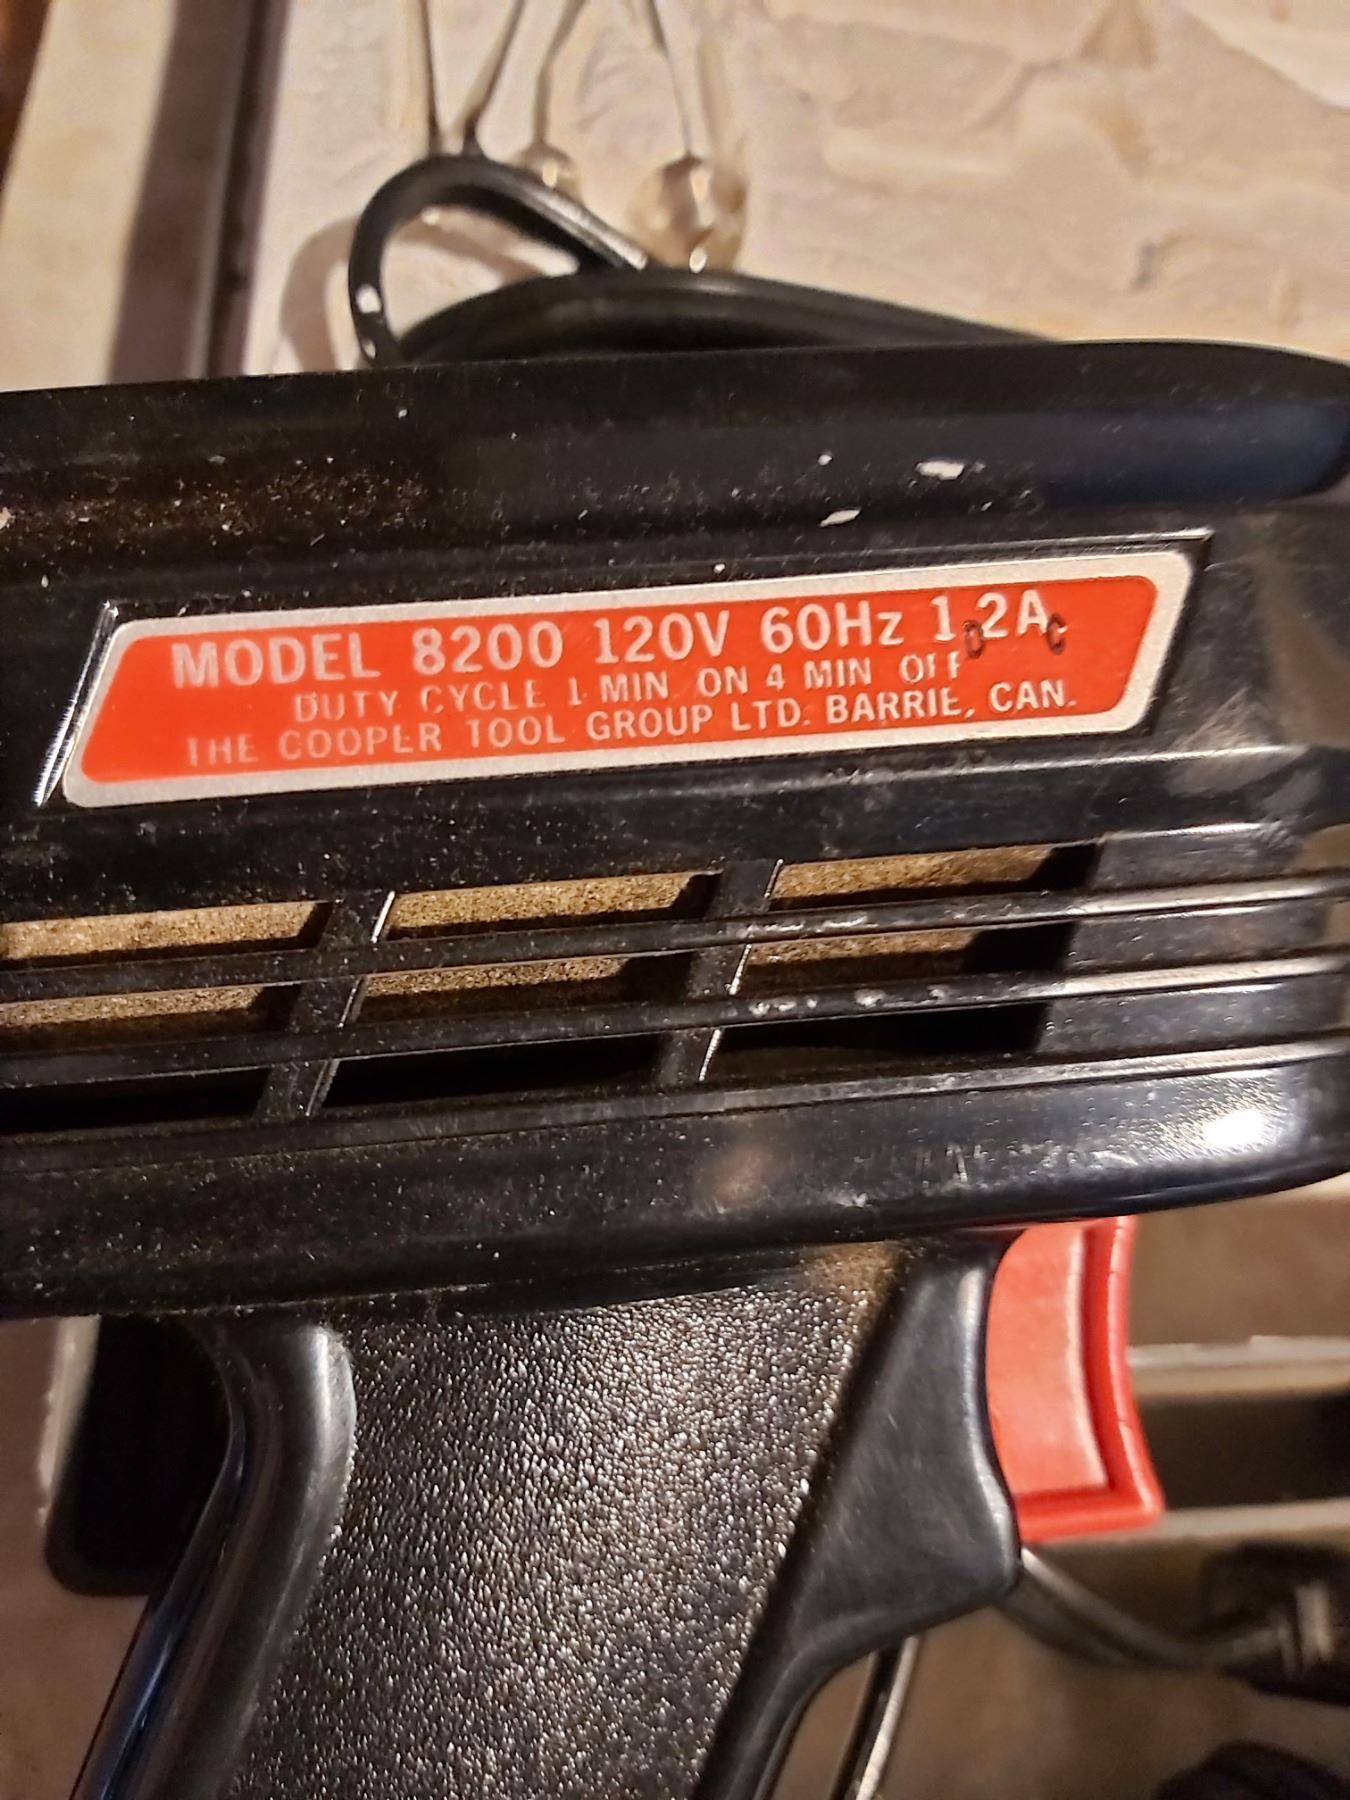 MODEL 8200 120V 60Hz 1.2A
DUTY CYCLE 1 MIN ON 4 MIN OFF
THE COOPER TOOL GROUP LTD. BARRIE, CAN.